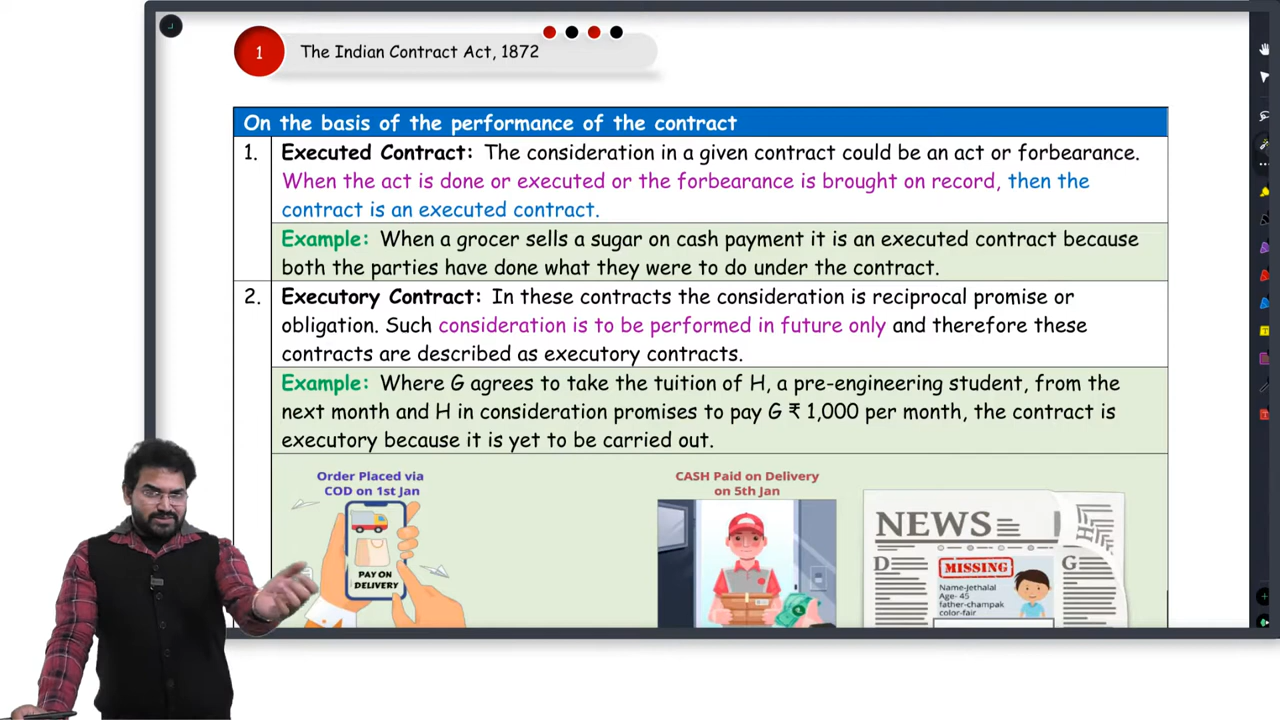 1
The Indian Contract Act, 1872
On the basis of the performance of the contract
1. Executed Contract: The consideration in a given contract could be an act or forbearance.
When the act is done or executed or the forbearance is brought on record, then the
contract is an executed contract.
Example: When a grocer sells a sugar on cash payment it is an executed contract because
both the parties have done what they were to do under the contract.
2. Executory Contract: In these contracts the consideration is reciprocal promise or
obligation. Such consideration is to be performed in future only and therefore these
contracts are described as executory contracts.
Example: Where G agrees to take the tuition of H, a pre-engineering student, from the
next month and H in consideration promises to pay G ₹ 1,000 per month, the contract is
executory because it is yet to be carried out.
Order Placed via
COD on 1st Jan
PAY ON
DELIVERY
CASH Paid on Delivery
on 5th Jan
NEWS
D
MISSING
G
Name-Jethalal
Age- 45
father-champak
color-fair